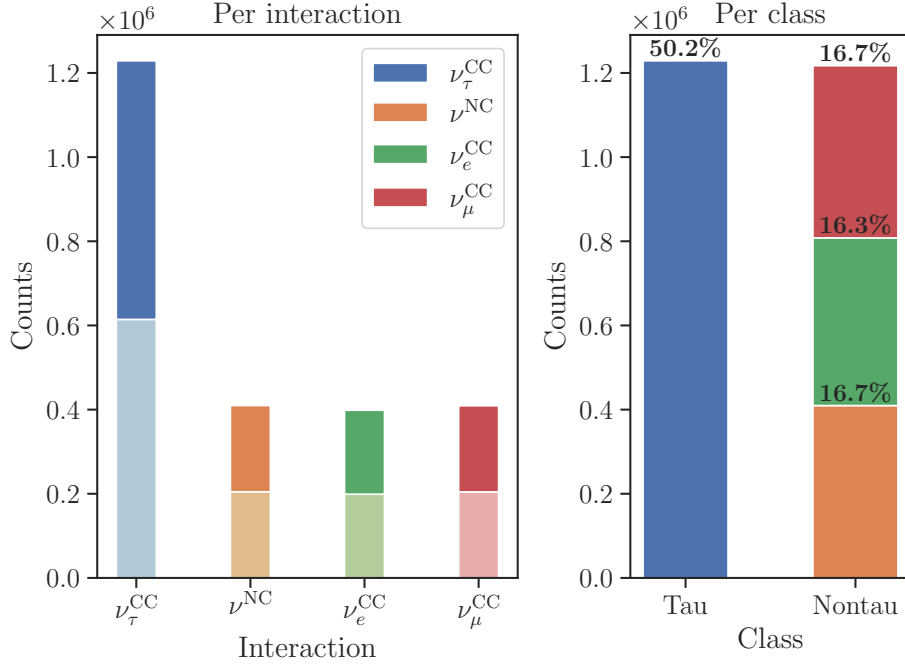 Per interaction
×10⁶
1.2
1.0
0.8
0.6
0.4
0.2
0.0
Counts
ν_τ^CC
ν^NC
ν_e^CC
ν_μ^CC
ν_τ^CC
ν^NC
ν_e^CC
ν_μ^CC
Interaction
Per class
×10⁶
50.2%
16.7%
16.3%
16.7%
1.2
1.0
0.8
0.6
0.4
0.2
0.0
Counts
Tau
Nontau
Class